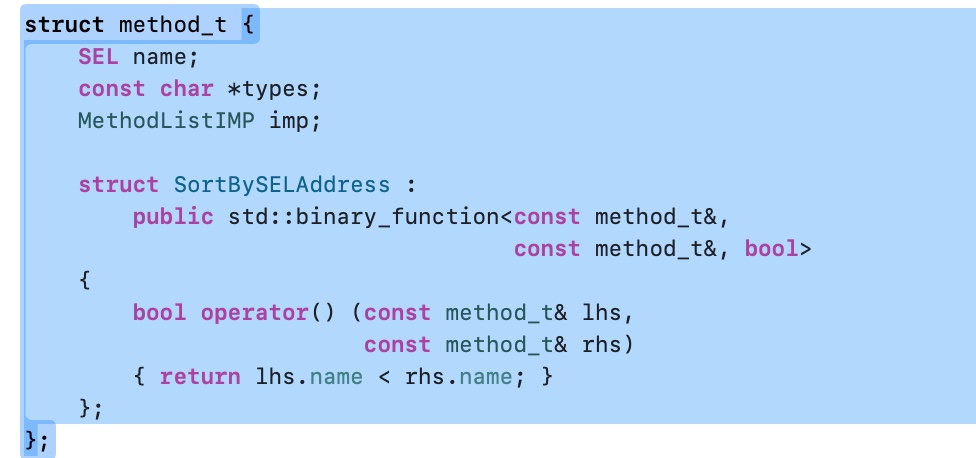 struct method_t {
    SEL name;
    const char *types;
    MethodListIMP imp;

    struct SortBySELAddress :
        public std::binary_function<const method_t&,
                                    const method_t&, bool>
    {
        bool operator() (const method_t& lhs,
                         const method_t& rhs)
        { return lhs.name < rhs.name; }
    };
};